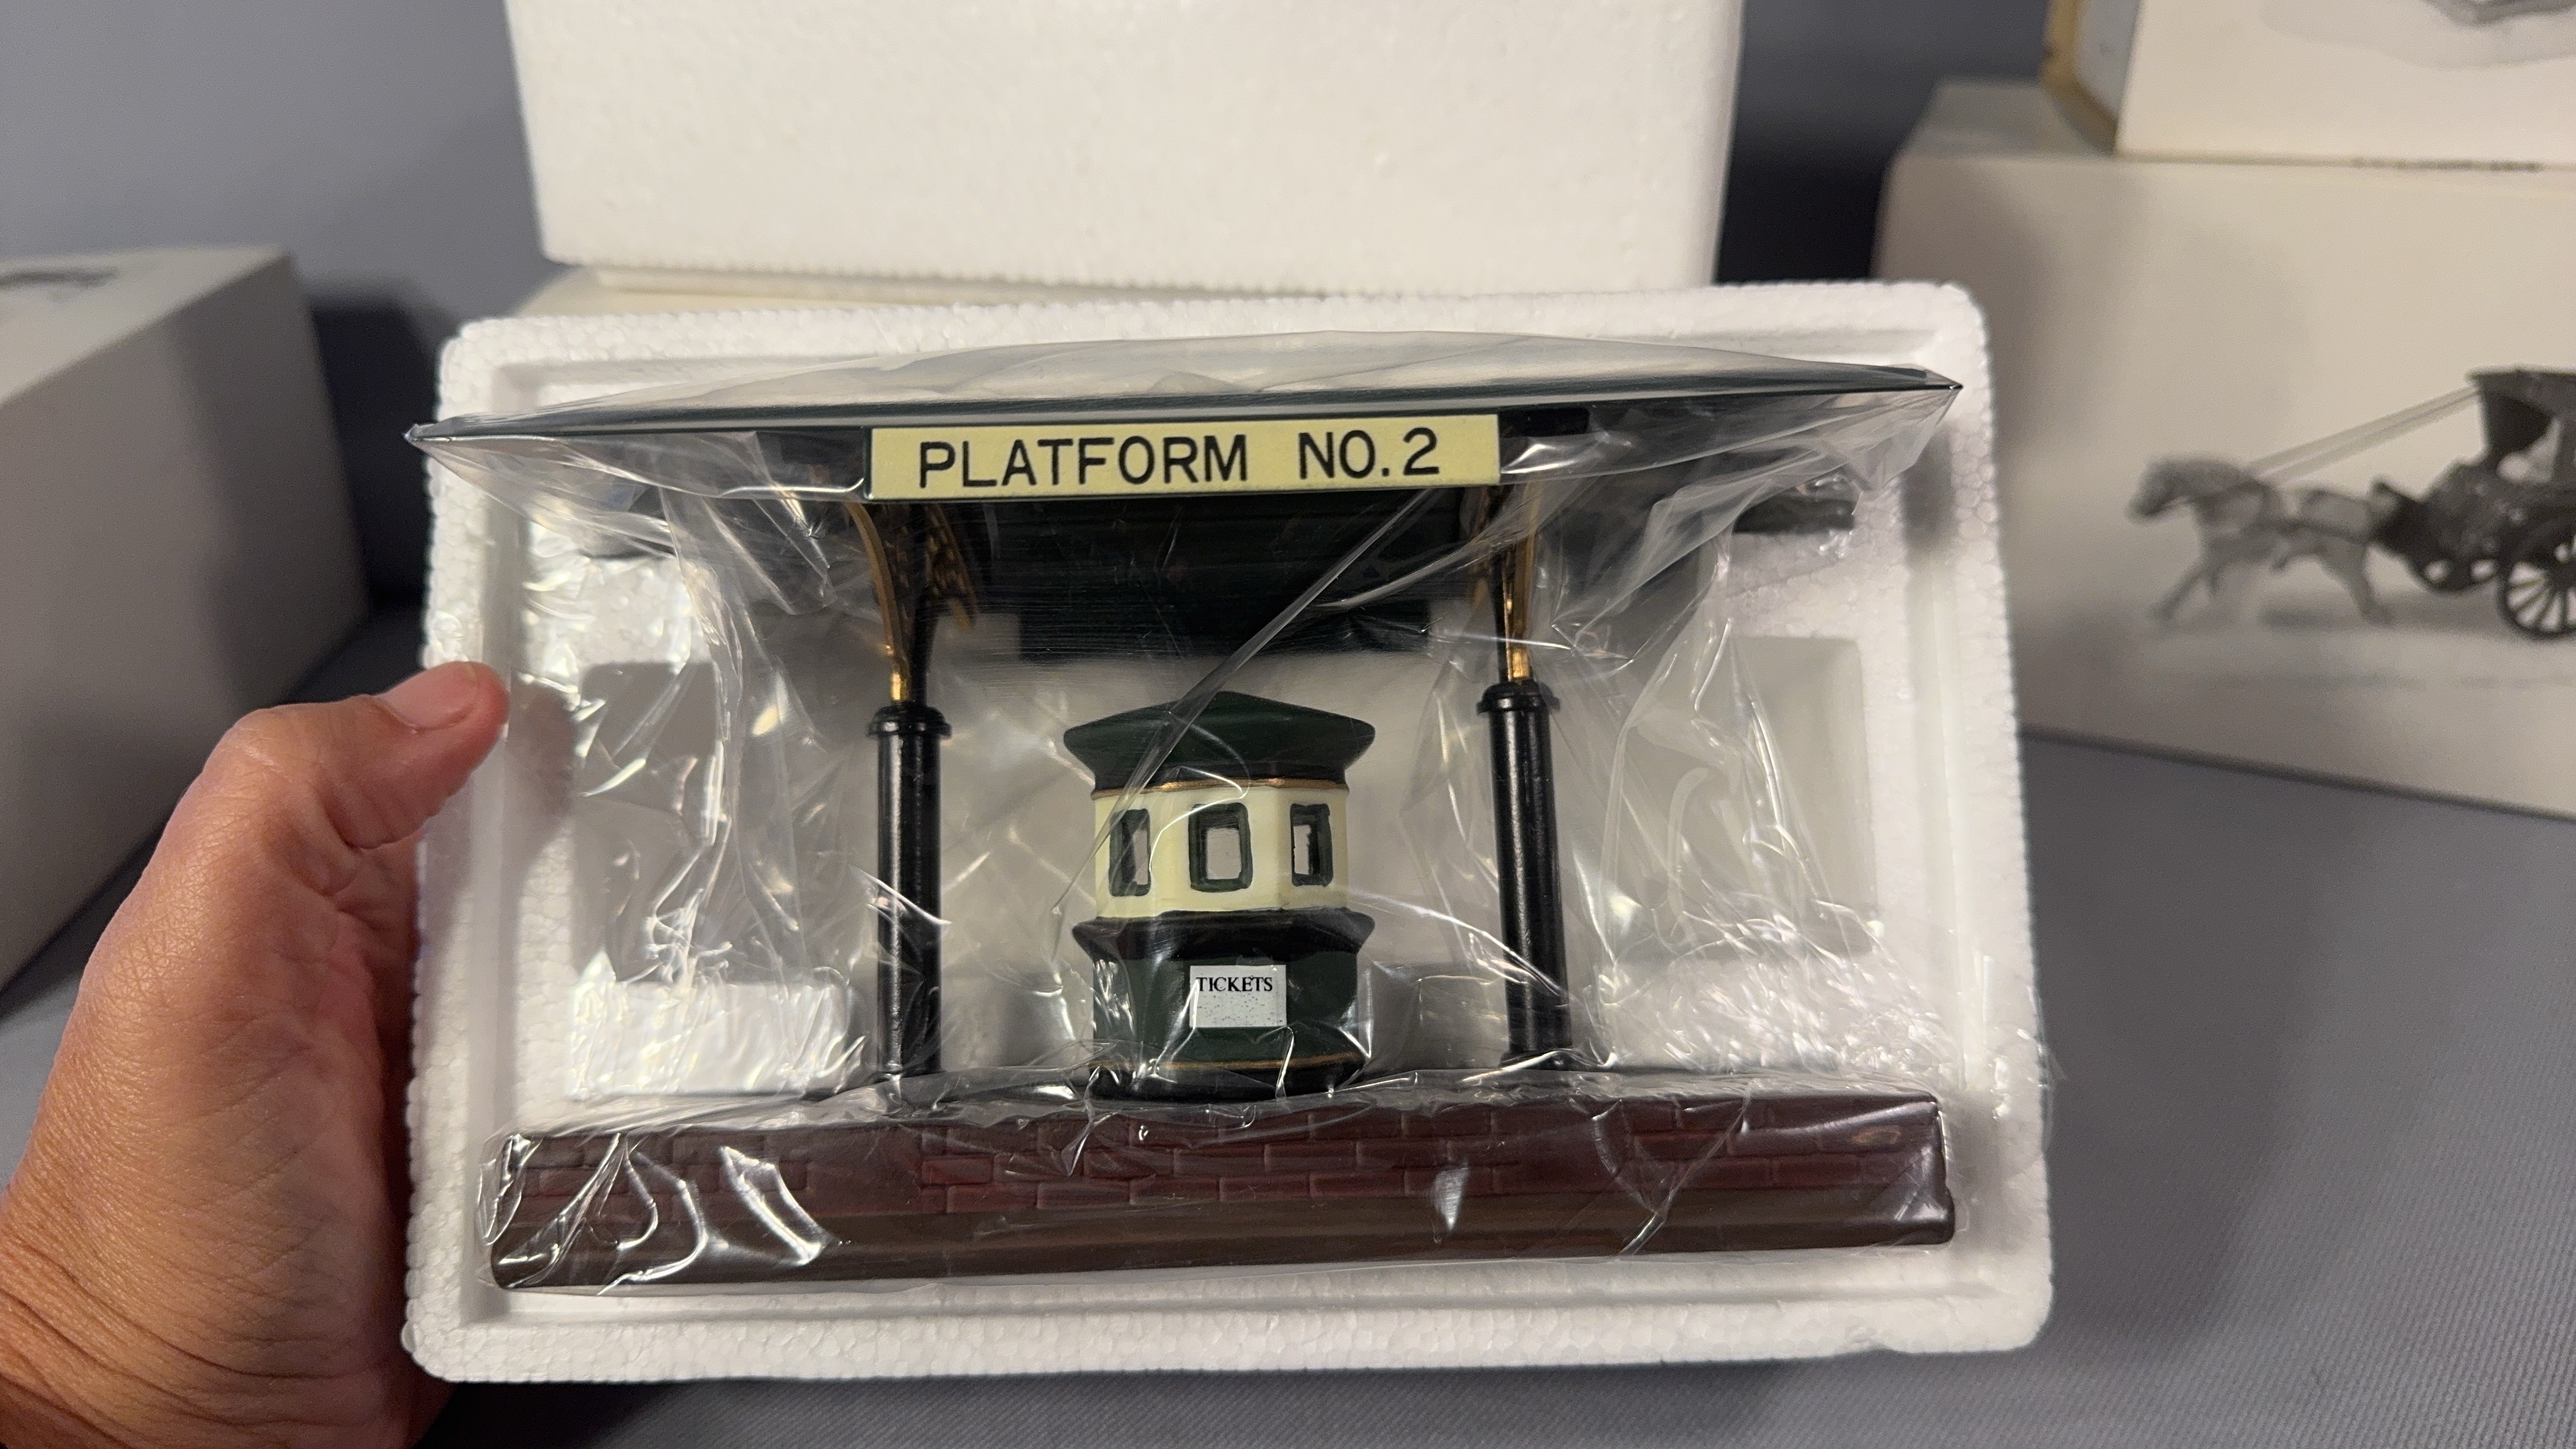 PLATFORM NO. 2
TICKETS